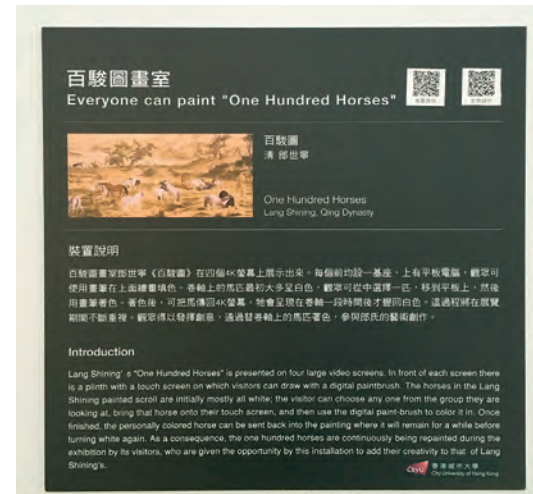 百駿圖畫室
Everyone can paint "One Hundred Horses"
百駿圖
清 郎世寧
One Hundred Horses
Lang Shining, Qing Dynasty
裝置說明
百駿圖畫室郎世寧《百駿圖》在四個4K螢幕上展示出來。每個前均設一基座，上有平板電腦，觀眾可
使用畫筆在上面繪畫填色。卷軸上的馬匹最初大多呈白色，觀眾可從中選擇一匹，移到平板上，然後
用畫筆著色。著色後，可把馬傳回4K螢幕，牠會呈現在卷軸一段時間後才變回白色。這過程將在展覽
期間不斷重複。觀眾得以發揮創意，通過替卷軸上的馬匹著色，參與郎氏的藝術創作。
Introduction
Lang Shining' s "One Hundred Horses" is presented on four large video screens. In front of each screen there
is a plinth with a touch screen on which visitors can draw with a digital paintbrush. The horses in the Lang
Shining painted scroll are initially mostly all white; the visitor can choose any one from the group they are
looking at, bring that horse onto their touch screen, and then use the digital paint-brush to color it in. Once
finished, the personally colored horse can be sent back into the painting where it will remain for a while before
turning white again. As a consequence, the one hundred horses are continuously being repainted during the
exhibition by its visitors, who are given the opportunity by this installation to add their creativity to that of Lang
Shining's.
CityU
香港城市大學
City University of Hong Kong